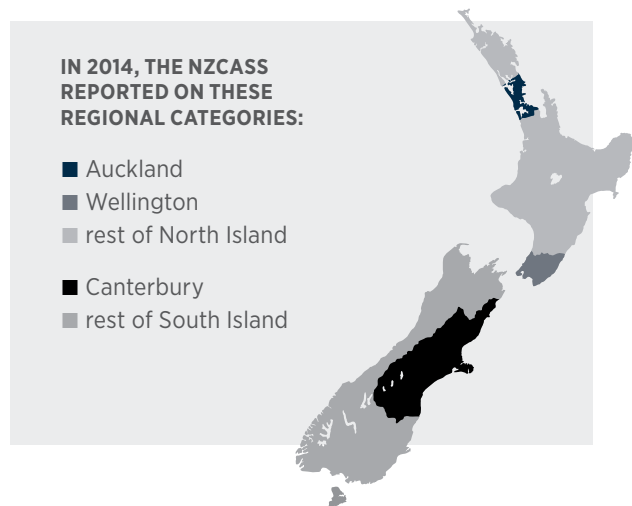 IN 2014, THE NZCASS
REPORTED ON THESE
REGIONAL CATEGORIES:
Auckland
Wellington
rest of North Island
Canterbury
rest of South Island